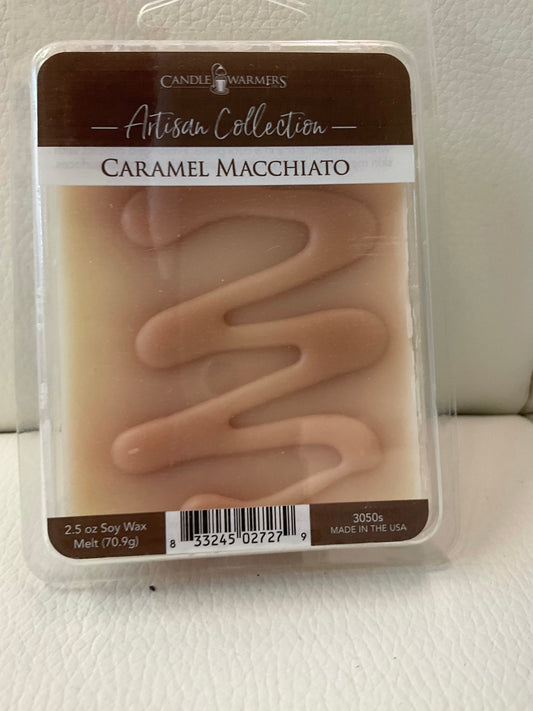 CANDLE WARMERS
Artisan Collection
CARAMEL MACCHIATO
2.5 oz Soy Wax
Melt (70.9g)
8 33245 02727 9
3050s
MADE IN THE USA